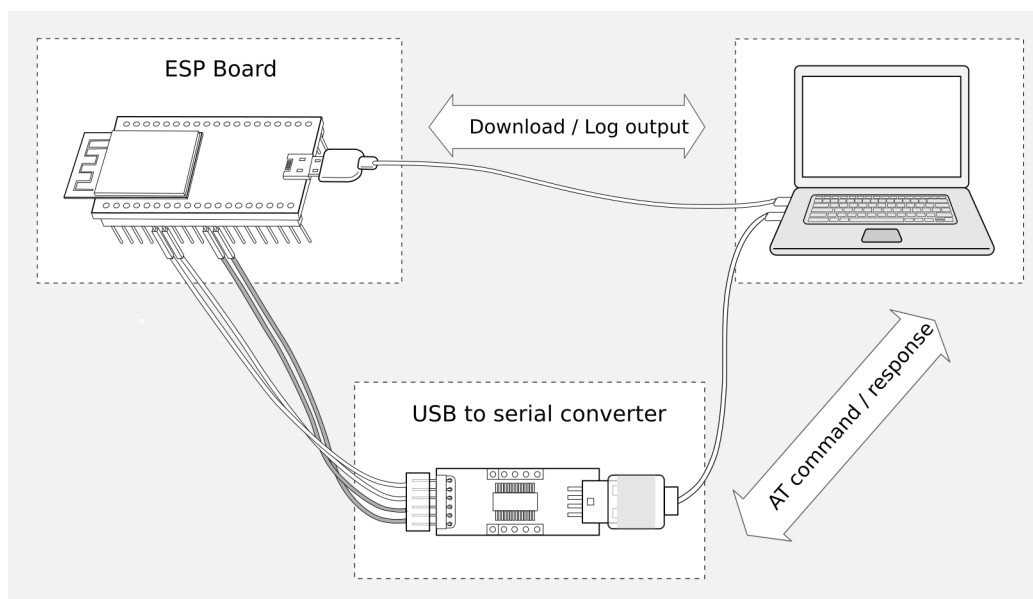 ESP Board
Download / Log output
USB to serial converter
AT command / response